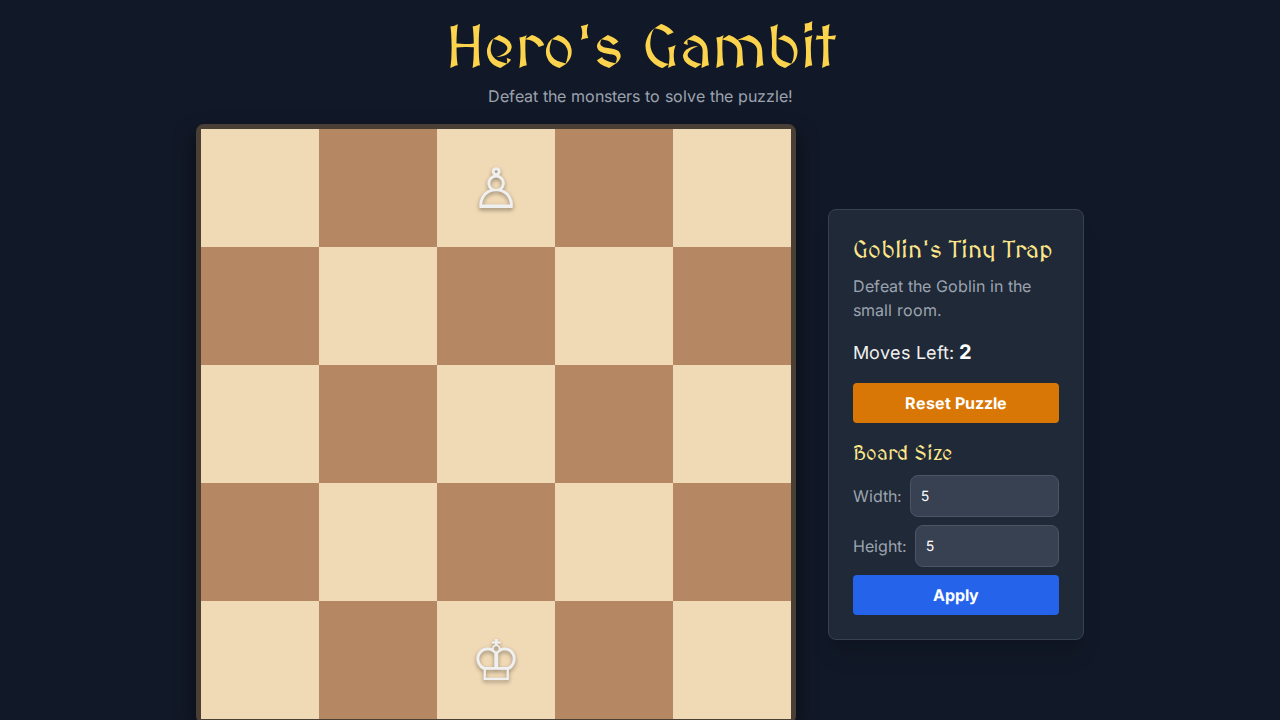 Hero's Gambit
Defeat the monsters to solve the puzzle!
Goblin's Tiny Trap
Defeat the Goblin in the
small room.
Moves Left: 2
Reset Puzzle
Board Size
Width: 5
Height: 5
Apply